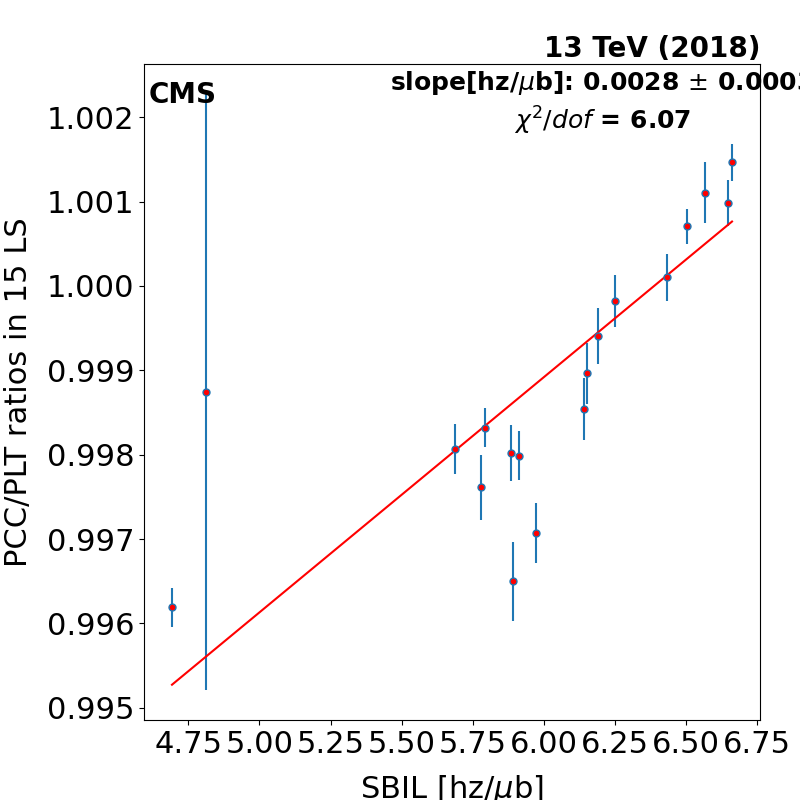 13 TeV (2018)
CMS
slope[hz/μb]: 0.0028 ± 0.0003
χ²/dof = 6.07
PCC/PLT ratios in 15 LS
1.002
1.001
1.000
0.999
0.998
0.997
0.996
0.995
4.75 5.00 5.25 5.50 5.75 6.00 6.25 6.50 6.75
SBIL [hz/μb]